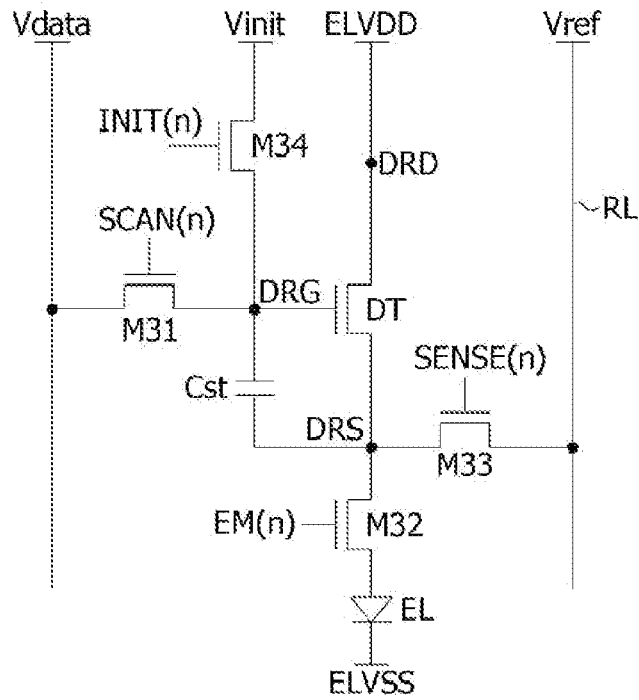 Vdata Vinit ELVDD Vref
INIT(n) M34
DRD
SCAN(n) RL
DRG DT
M31
SENSE(n)
Cst
DRS
M33
EM(n) M32
EL
ELVSS